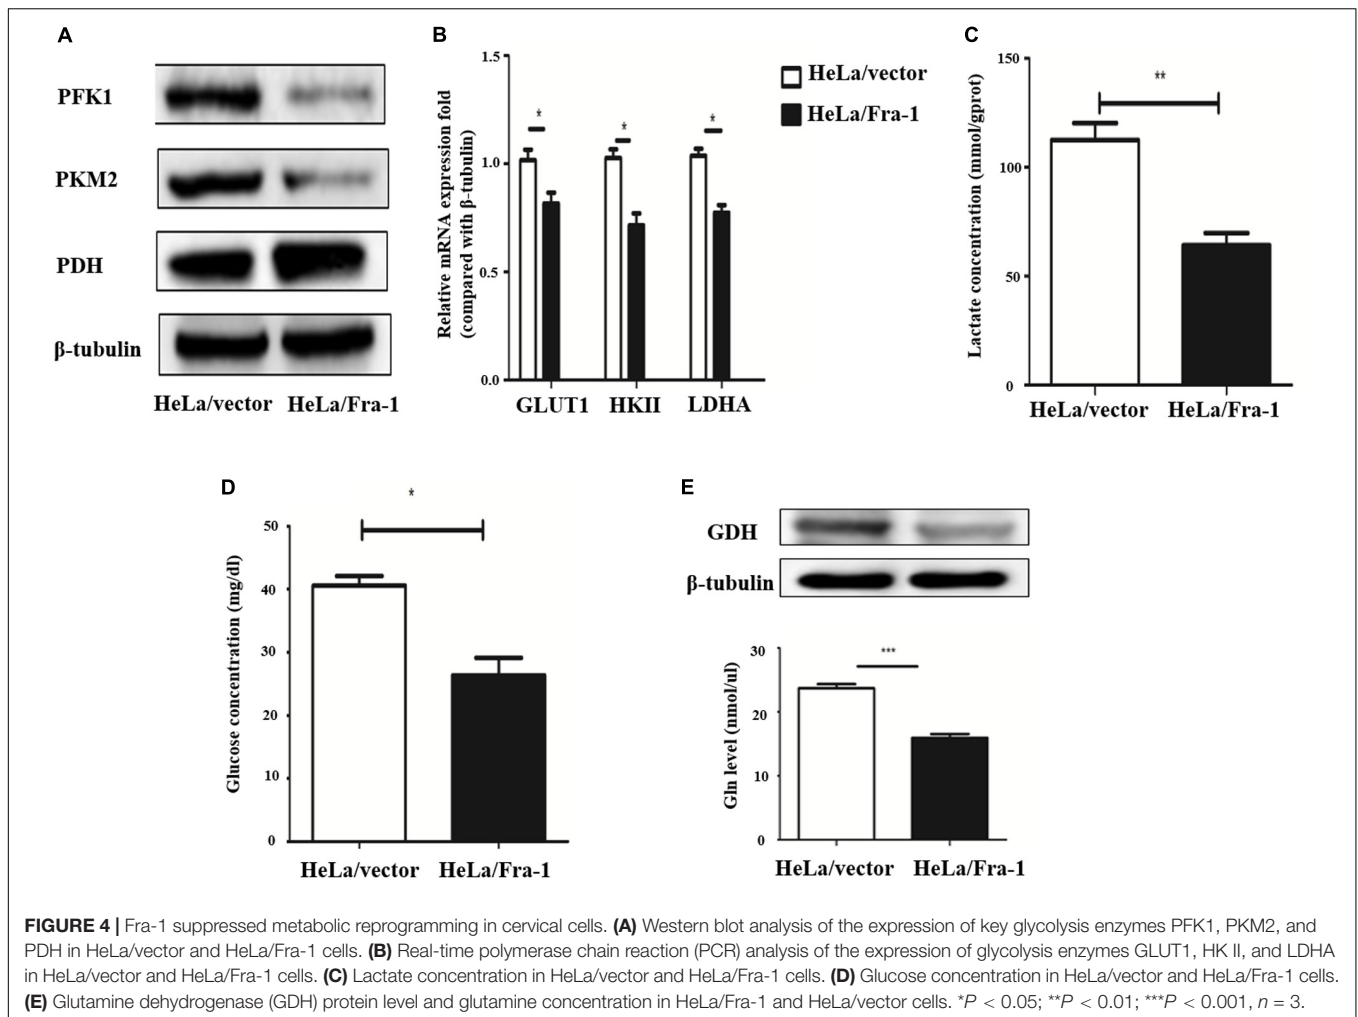 A
PFK1
PKM2
PDH
β-tubulin
HeLa/vector HeLa/Fra-1
B
Relative mRNA expression fold
(compared with β-tubulin)
1.5
1.0
0.5
0.0
*
*
*
GLUT1 HKII LDHA
HeLa/vector
HeLa/Fra-1
C
Lactate concentration (mmol/gprot)
150
100
50
0
**
HeLa/vector HeLa/Fra-1
D
Glucose concentration (mg/dl)
50
40
30
20
10
0
*
HeLa/vector HeLa/Fra-1
E
GDH
β-tubulin
Gln level (nmol/ul)
30
20
10
0
***
HeLa/vector HeLa/Fra-1
FIGURE 4 | Fra-1 suppressed metabolic reprogramming in cervical cells. (A) Western blot analysis of the expression of key glycolysis enzymes PFK1, PKM2, and
PDH in HeLa/vector and HeLa/Fra-1 cells. (B) Real-time polymerase chain reaction (PCR) analysis of the expression of glycolysis enzymes GLUT1, HK II, and LDHA
in HeLa/vector and HeLa/Fra-1 cells. (C) Lactate concentration in HeLa/vector and HeLa/Fra-1 cells. (D) Glucose concentration in HeLa/vector and HeLa/Fra-1 cells.
(E) Glutamine dehydrogenase (GDH) protein level and glutamine concentration in HeLa/Fra-1 and HeLa/vector cells. *P < 0.05; **P < 0.01; ***P < 0.001, n = 3.